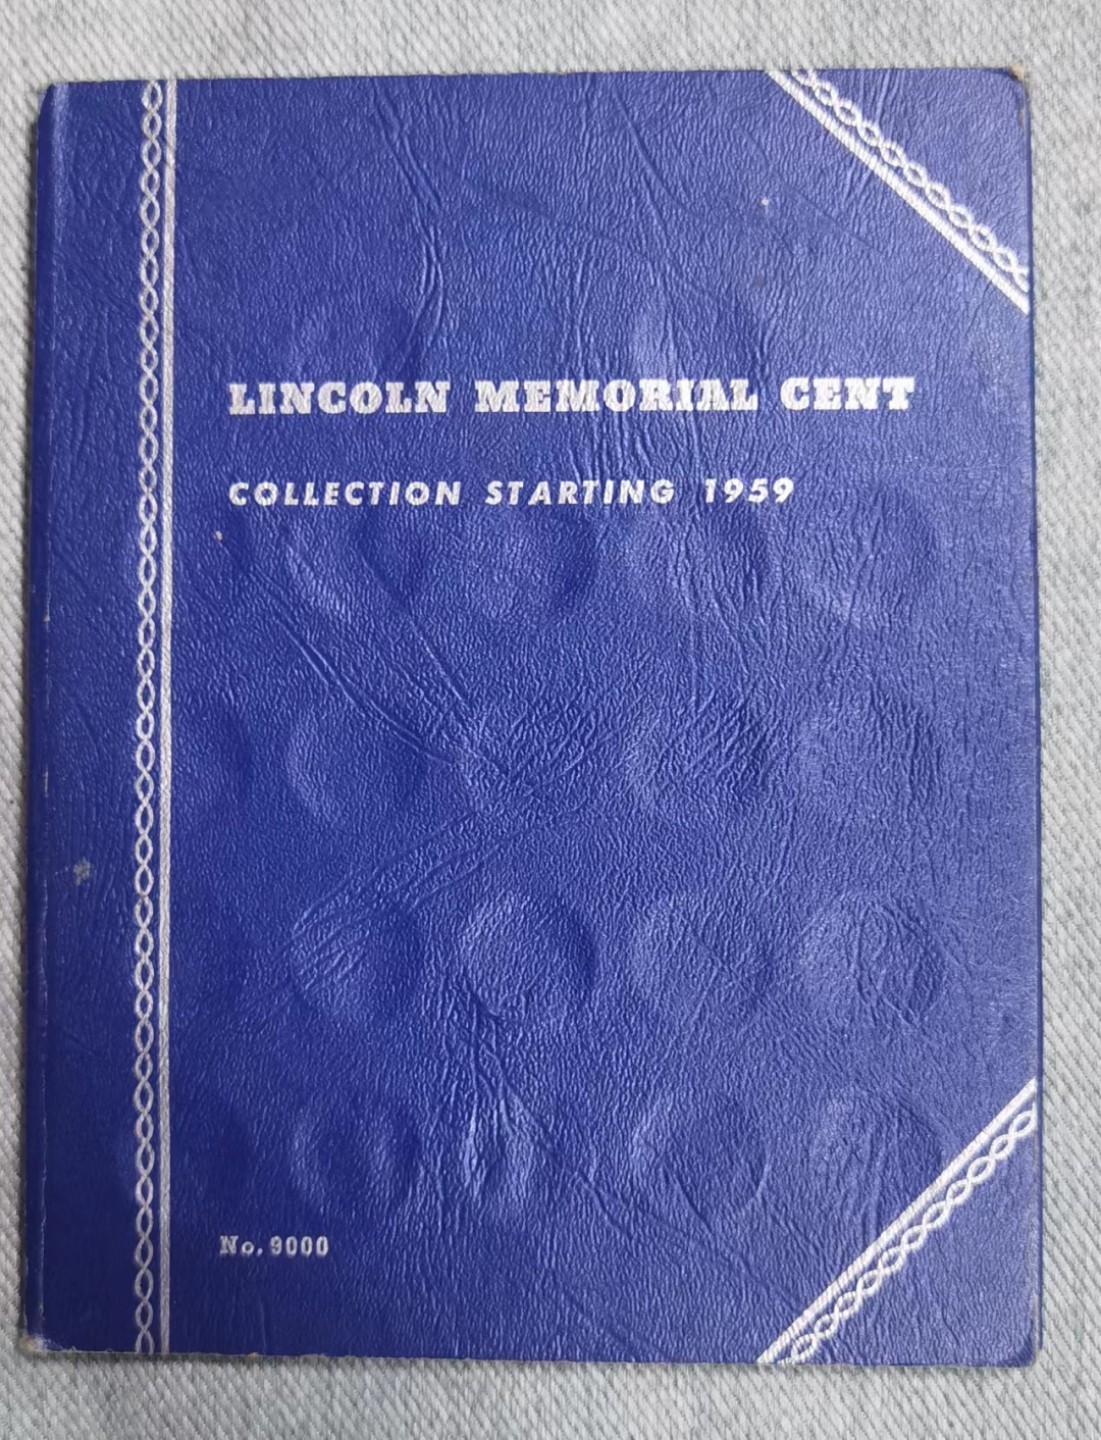 LINCOLN MEMORIAL CENT
COLLECTION STARTING 1959
No. 9000